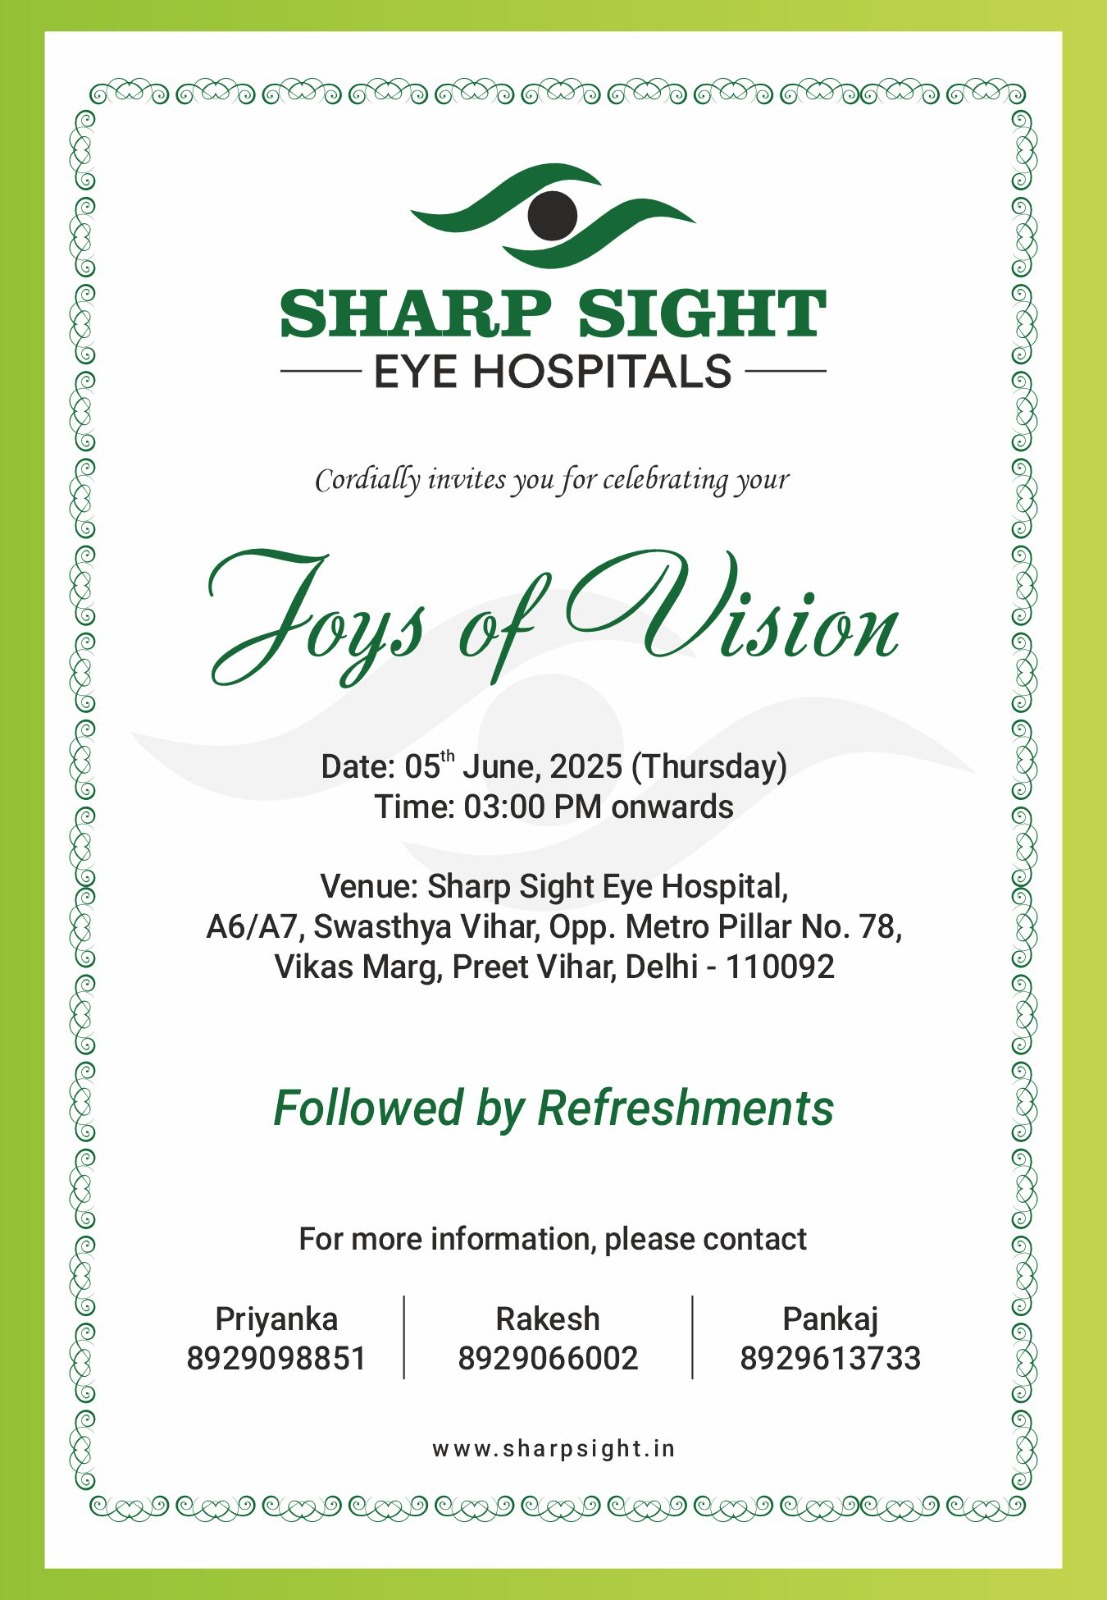 SHARP SIGHT
EYE HOSPITALS
Cordially invites you for celebrating your
Joys of Vision
Date: 05th June, 2025 (Thursday)
Time: 03:00 PM onwards
Venue: Sharp Sight Eye Hospital,
A6/A7, Swasthya Vihar, Opp. Metro Pillar No. 78,
Vikas Marg, Preet Vihar, Delhi - 110092
Followed by Refreshments
For more information, please contact
Priyanka Rakesh Pankaj
8929098851 8929066002 8929613733
www.sharpsight.in